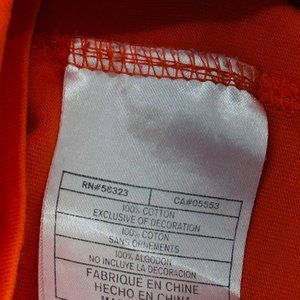 RN#56323 CA#05553
100% COTTON
EXCLUSIVE OF DECORATION
100% COTON
SANS ORNEMENTS
100% ALGODON
NO INCLUYE LA DECORACION
FABRIQUE EN CHINE
HECHO EN CHINA